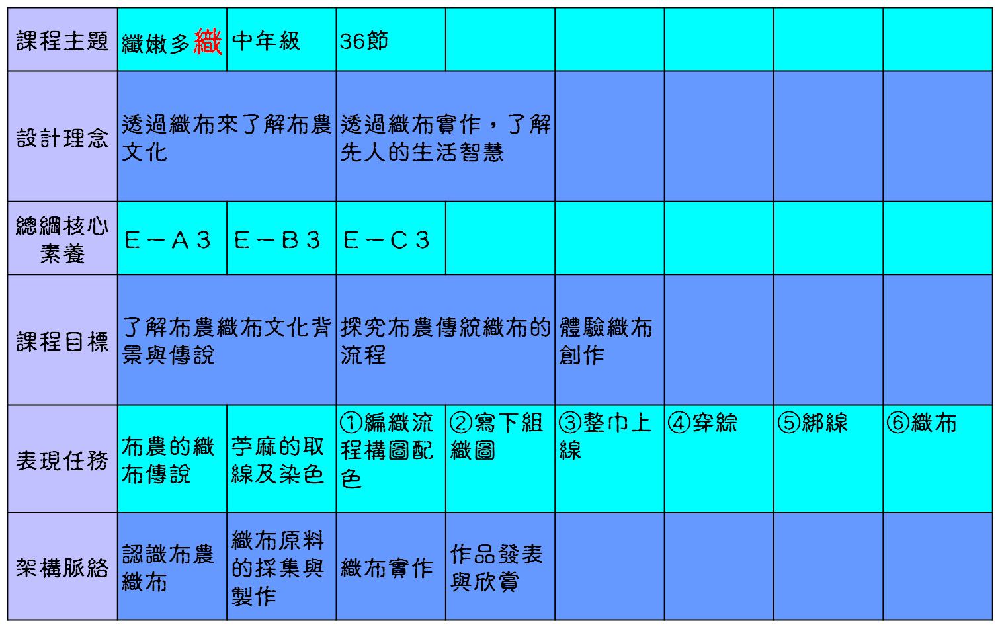 課程主題 纖嫩多織 中年級 36節
設計理念
透過織布來了解布農
文化
透過織布實作，了解
先人的生活智慧
總綱核心
素養
Ｅ－Ａ３ Ｅ－Ｂ３ Ｅ－Ｃ３
課程目標
了解布農織布文化背
景與傳說
探究布農傳統織布的
流程
體驗織布
創作
表現任務
布農的織
布傳說
苧麻的取
線及染色
①編織流
程構圖配
色
②寫下組
織圖
③整巾上
線
④穿綜
⑤綁線
⑥織布
架構脈絡
認識布農
織布
織布原料
的採集與
製作
織布實作
作品發表
與欣賞